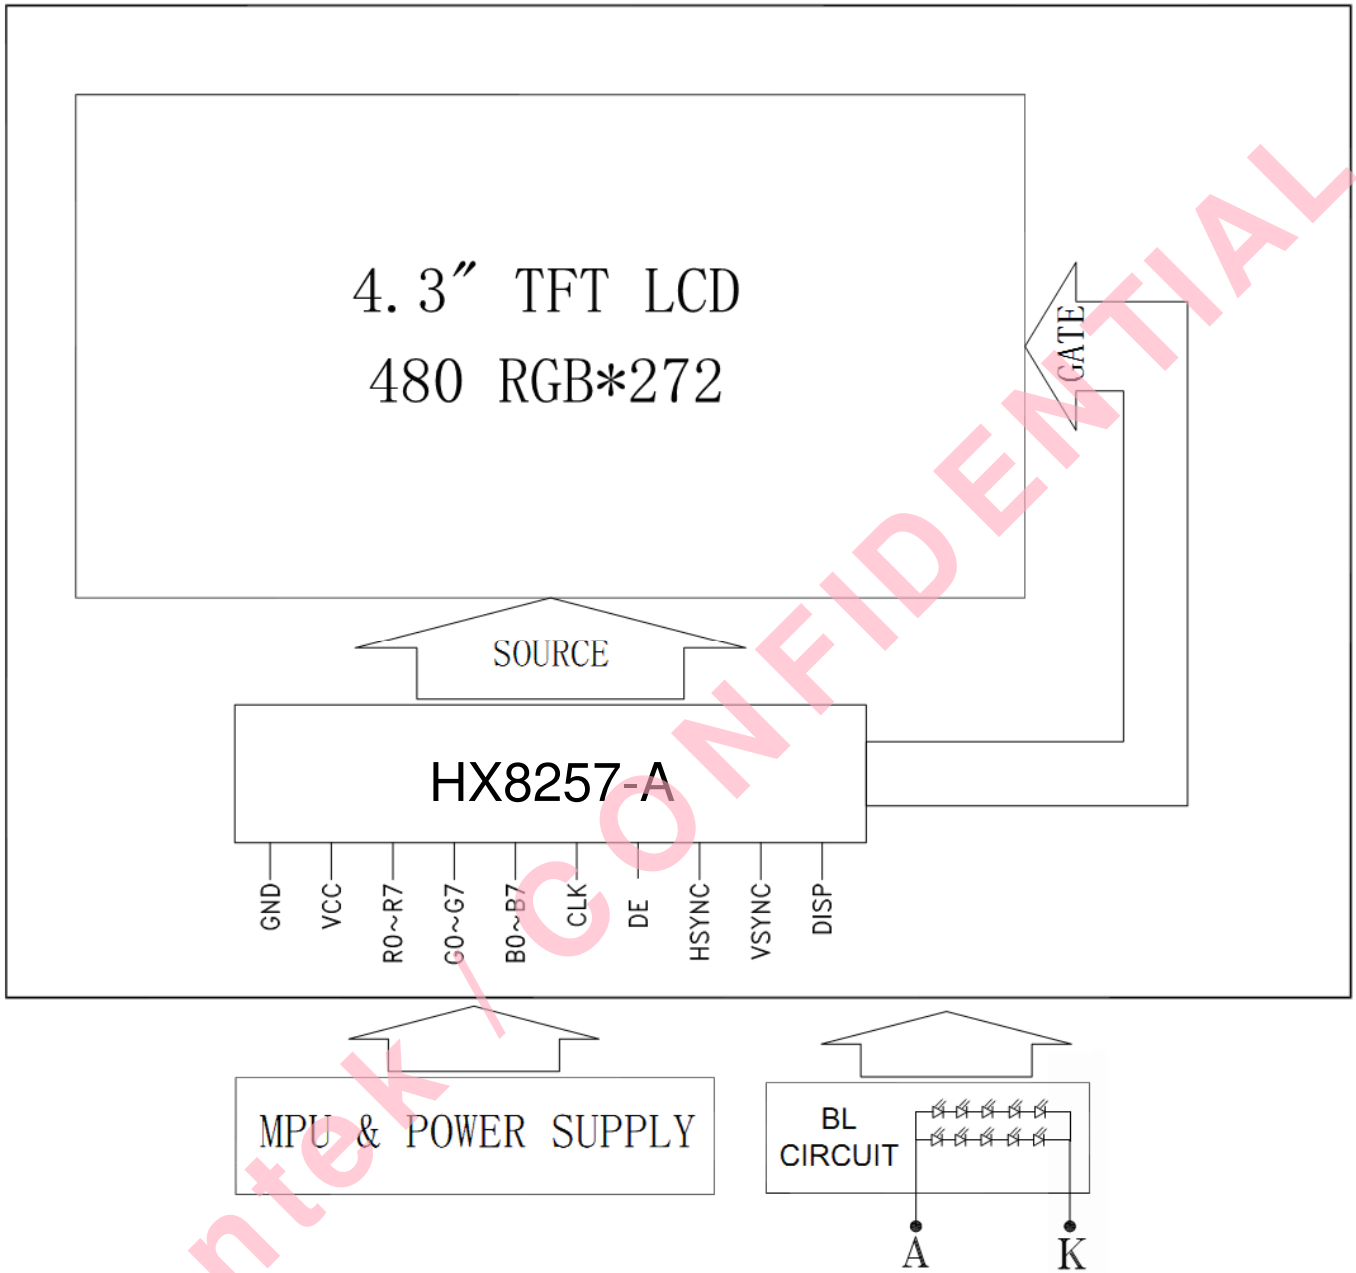 4.3″ TFT LCD
480 RGB*272
GATE
SOURCE
HX8257-A
GND
VCC
R0~R7
G0~G7
B0~B7
CLK
DE
HSYNC
VSYNC
DISP
MPU & POWER SUPPLY
BL
CIRCUIT
A
K
ntek / CONFIDENTIAL